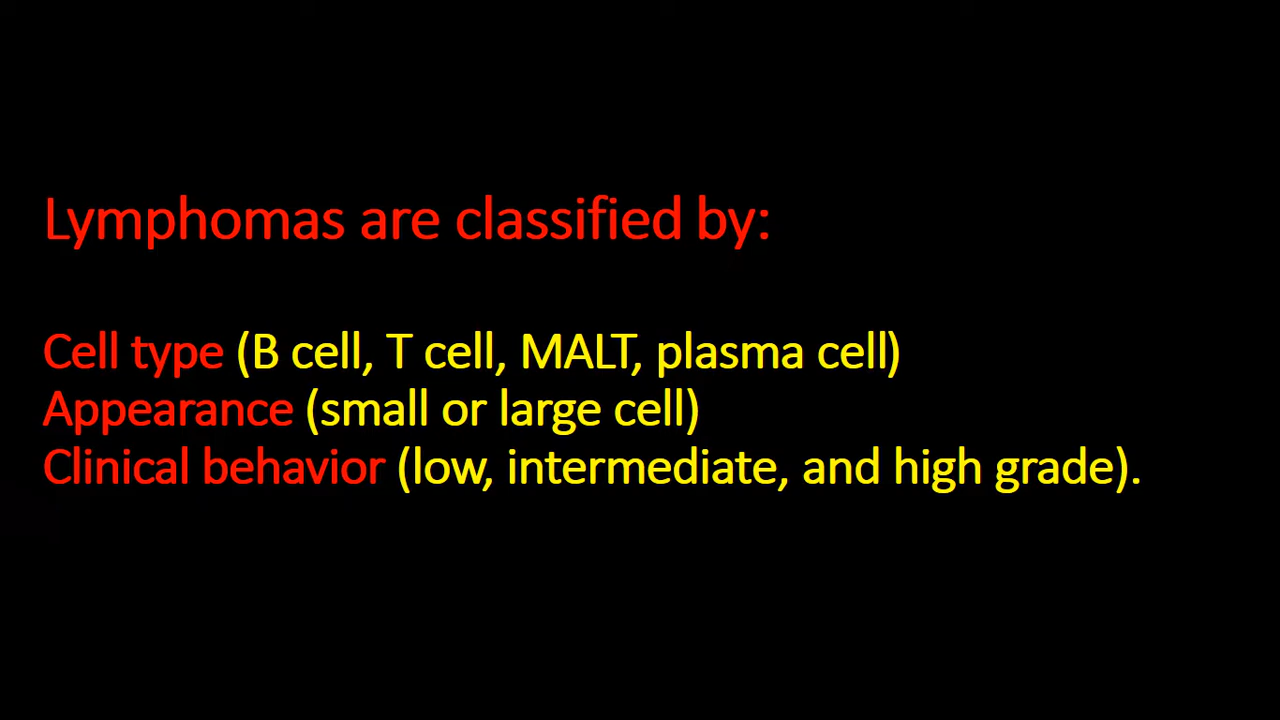 Lymphomas are classified by:
Cell type (B cell, T cell, MALT, plasma cell)
Appearance (small or large cell)
Clinical behavior (low, intermediate, and high grade).